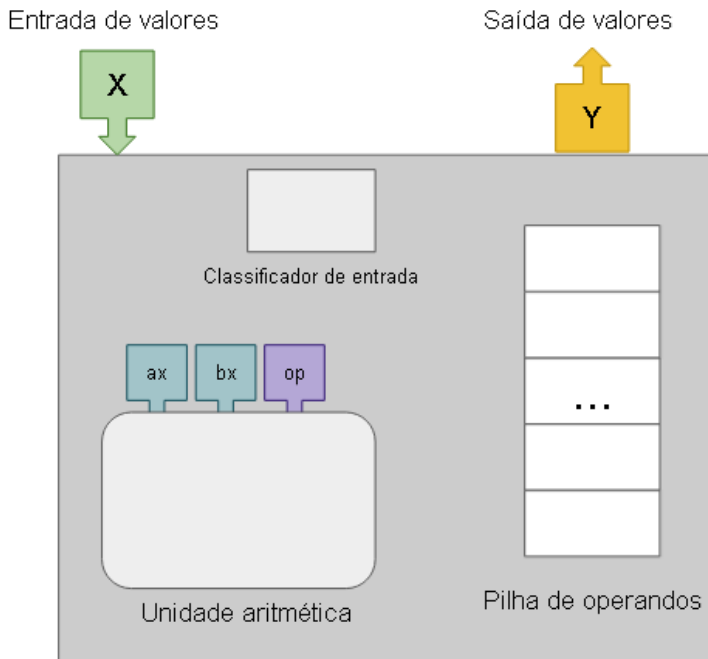 Entrada de valores
Saída de valores
X
Y
Classificador de entrada
ax
bx
op
...
Unidade aritmética
Pilha de operandos